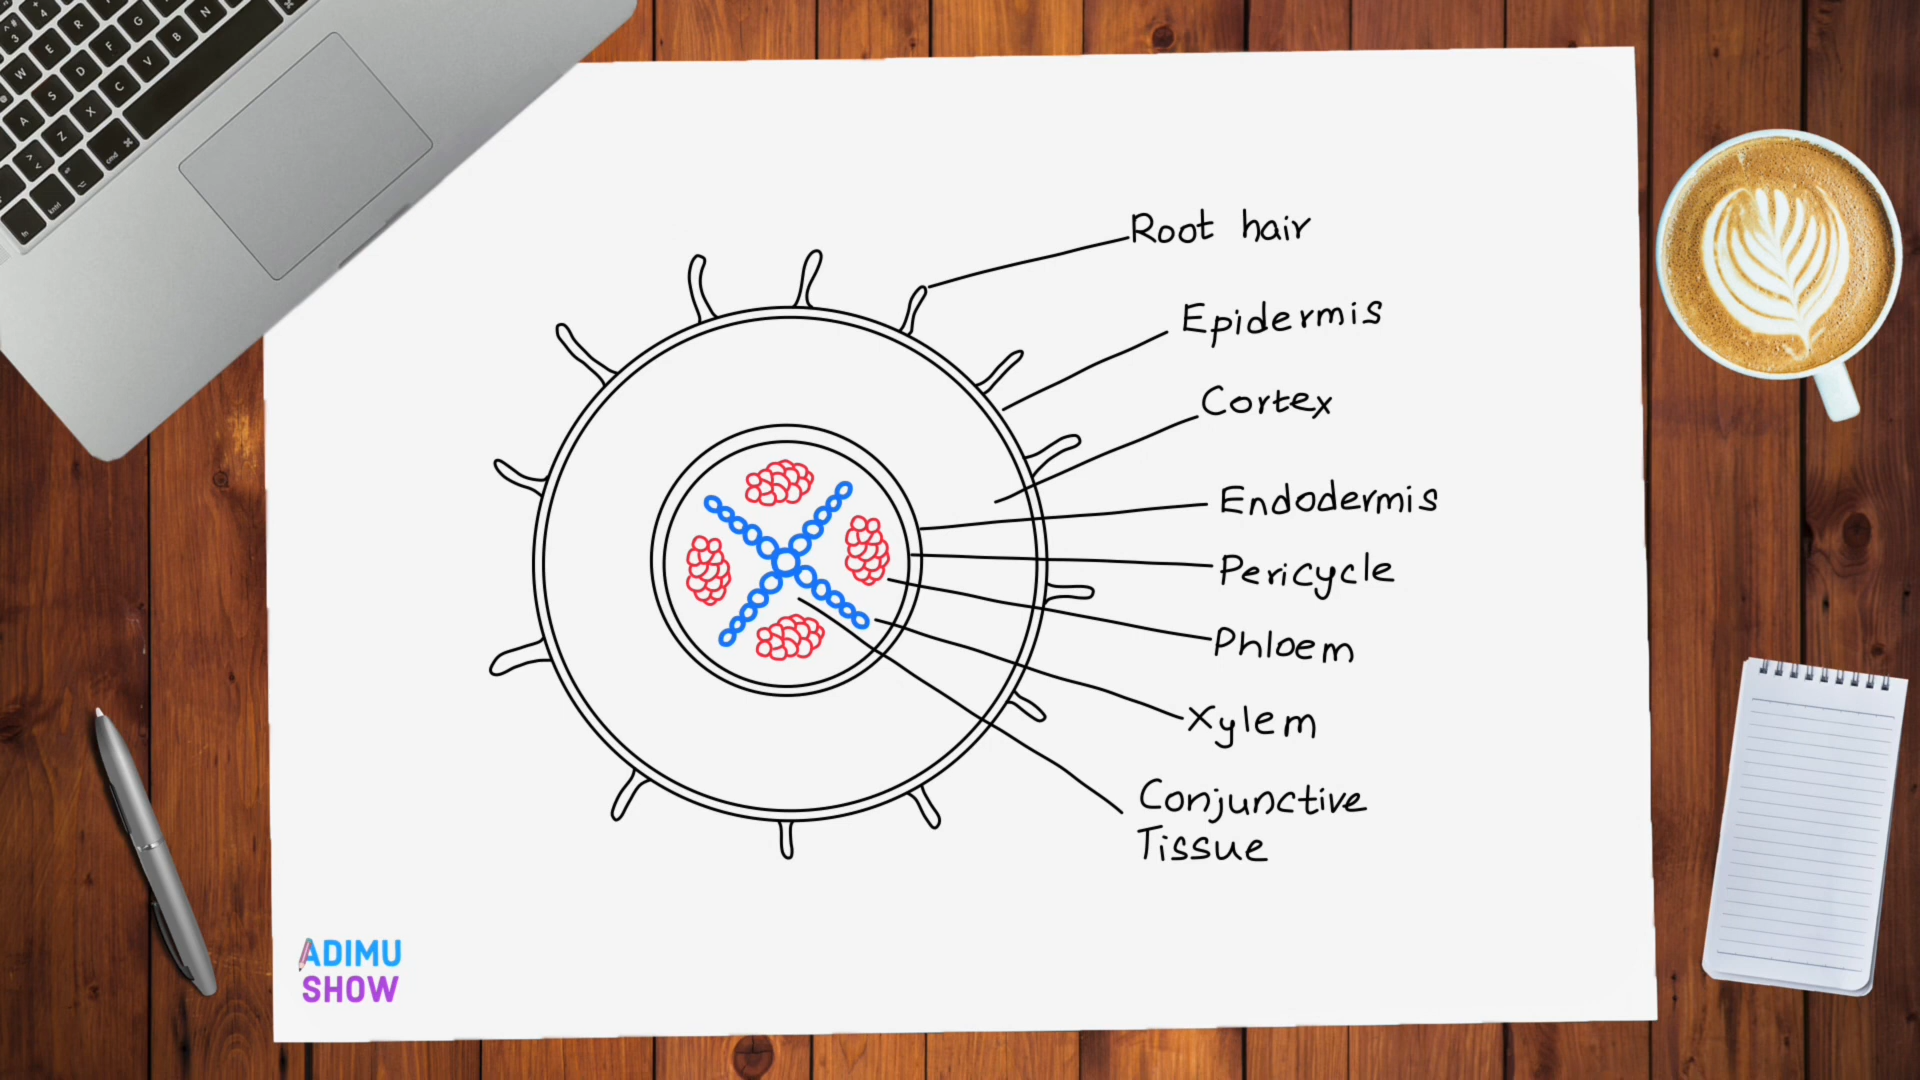 Root hair
Epidermis
Cortex
Endodermis
Pericycle
Phloem
Xylem
Conjunctive
Tissue
ADIMU
SHOW